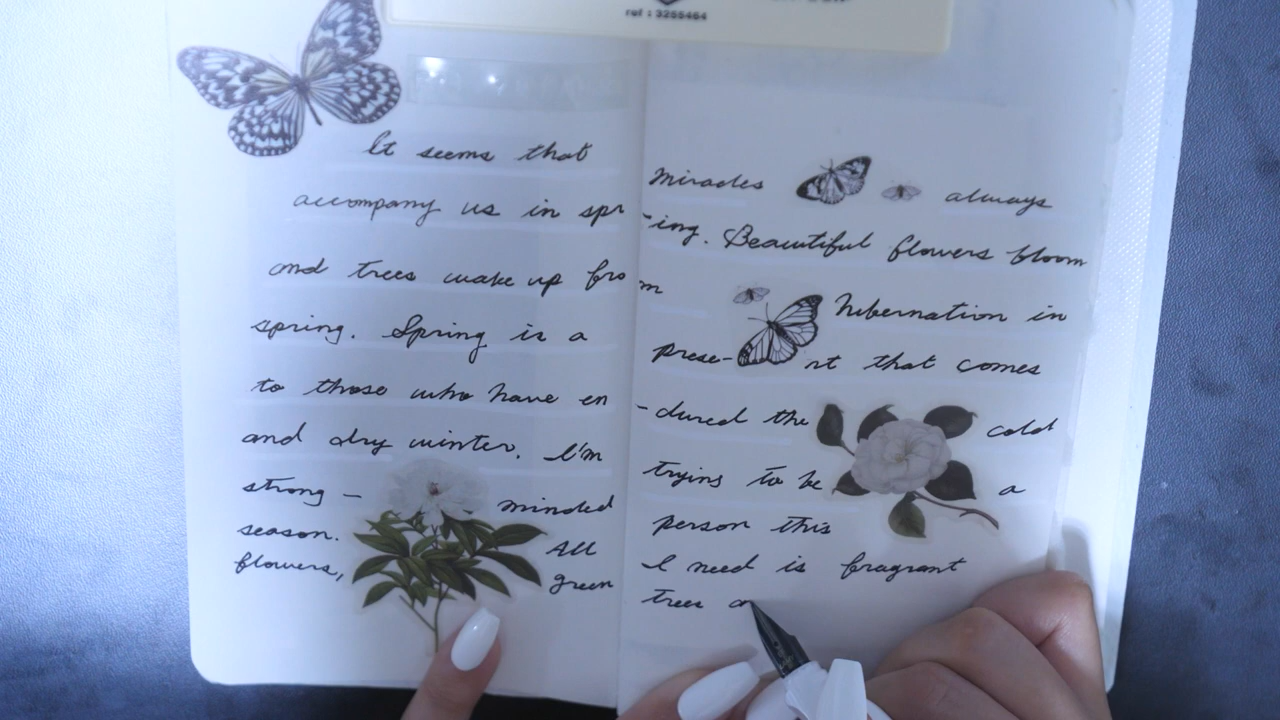 ref : 3255464
It seems that miracles always
accompany us in spr-ing. Beautiful flowers bloom
and trees wake up from hibernation in
spring. Spring is a prese-nt that comes
to those who have en-dured the cold
and dry winter. I'm trying to be a
strong - minded person this
season. All I need is fragrant
flowers, green trees a